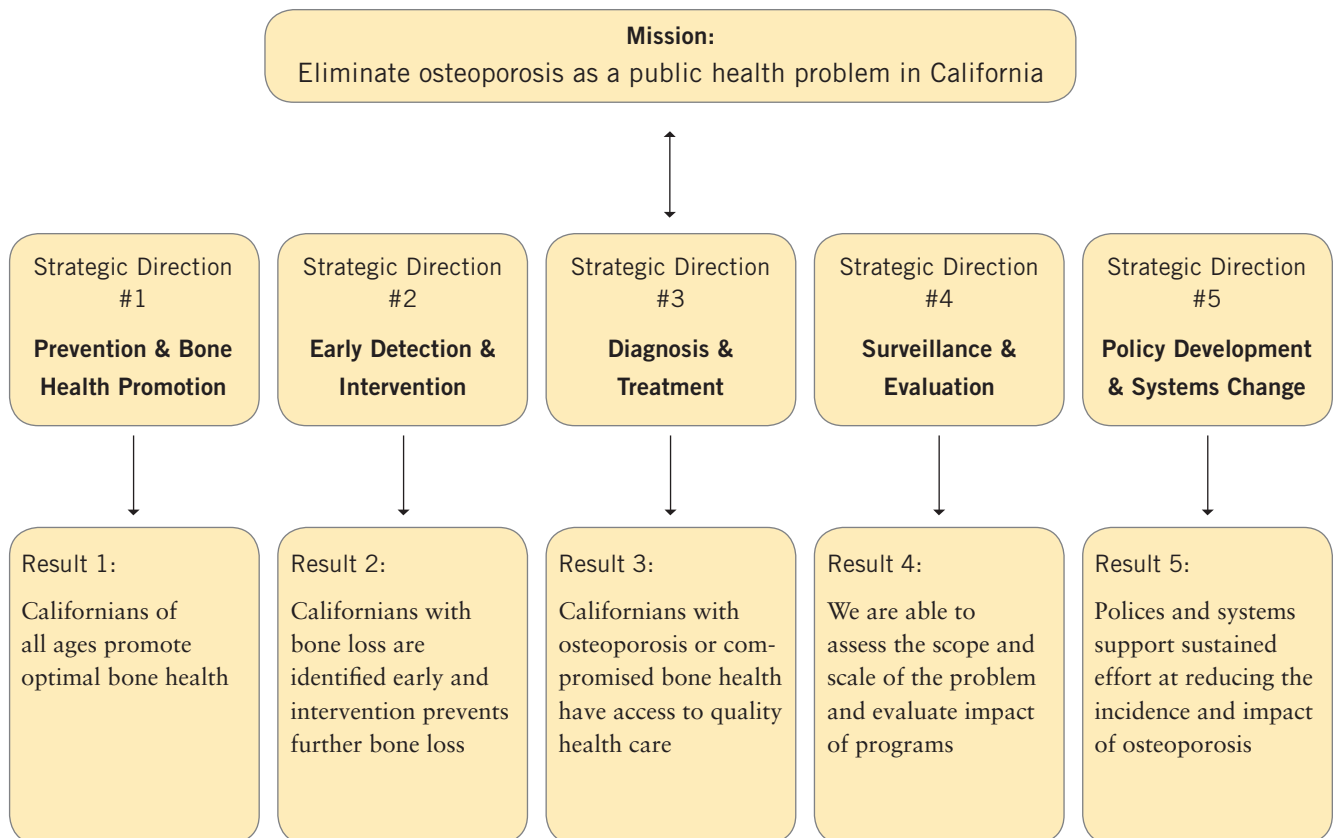 Mission:
Eliminate osteoporosis as a public health problem in California
Strategic Direction
#1
Prevention & Bone
Health Promotion
Strategic Direction
#2
Early Detection &
Intervention
Strategic Direction
#3
Diagnosis &
Treatment
Strategic Direction
#4
Surveillance &
Evaluation
Strategic Direction
#5
Policy Development
& Systems Change
Result 1:
Californians of
all ages promote
optimal bone health
Result 2:
Californians with
bone loss are
identified early and
intervention prevents
further bone loss
Result 3:
Californians with
osteoporosis or com-
promised bone health
have access to quality
health care
Result 4:
We are able to
assess the scope and
scale of the problem
and evaluate impact
of programs
Result 5:
Polices and systems
support sustained
effort at reducing the
incidence and impact
of osteoporosis